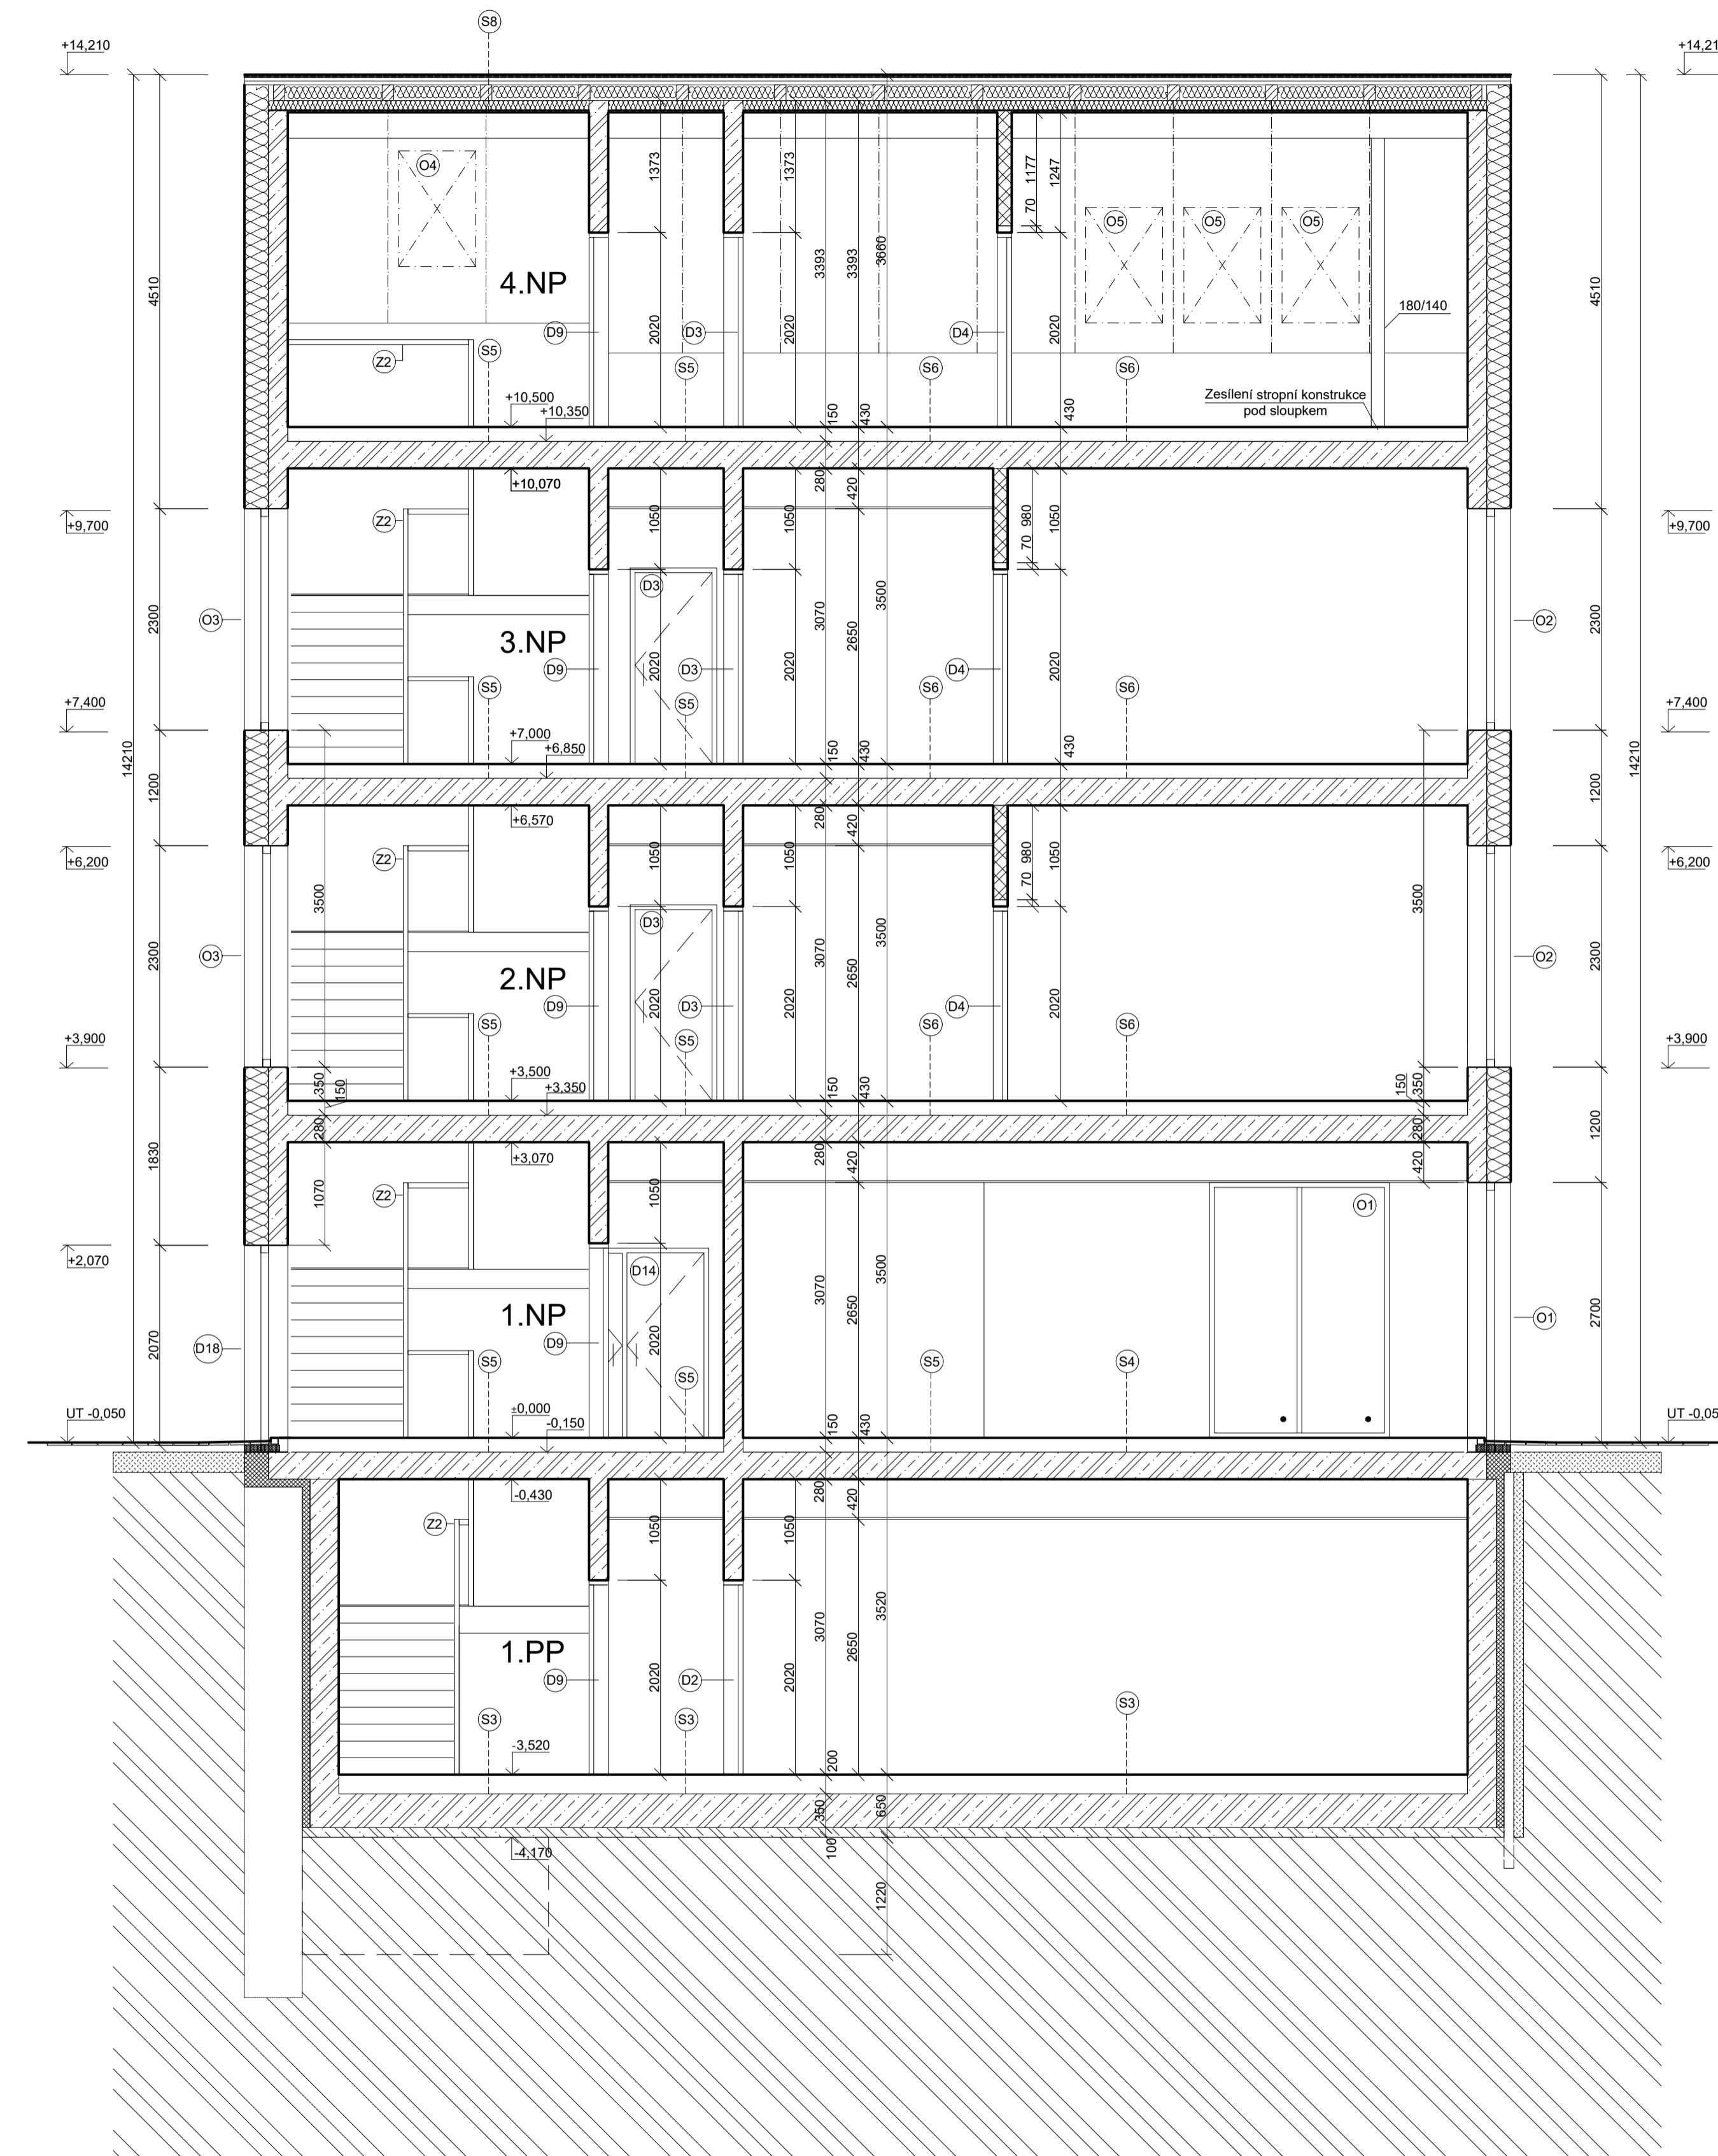 S8
+14,210
+14,21
O4
1373
1373
1177
1247
70
O5
O5
O5
4510
4510
4.NP
3393
3393
3660
180/140
D9
D3
D4
2020
2020
2020
Z2
S5
S5
S6
S6
Zesílení stropní konstrukce
pod sloupkem
+10,500
+10,350
150
430
430
+10,070
280
420
Z2
1050
1050
980
1050
70
+9,700
+9,700
D3
O3
2300
3.NP
3070
2650
3500
O2
2300
D9
2020
D3
2020
D4
2020
S5
S5
S6
S6
+7,400
+7,400
+7,000
+6,850
150
430
430
14210
14210
1200
1200
+6,570
280
420
Z2
1050
1050
980
1050
70
+6,200
+6,200
3500
3500
D3
O3
2300
2.NP
3070
2650
3500
O2
2300
D9
2020
D3
2020
D4
2020
S5
S5
S6
S6
+3,900
+3,900
+3,500
+3,350
350
150
150
430
150
350
280
280
1200
1830
+3,070
280
420
420
Z2
1070
1050
O1
+2,070
D14
1.NP
3070
2650
3500
O1
2700
D18
2070
D9
2020
S5
S5
S5
S4
UT -0,050
UT -0,05
±0,000
-0,150
150
430
-0,430
280
420
Z2
1050
1050
3070
2650
3520
1.PP
D9
2020
D2
2020
S3
S3
S3
-3,520
200
350
650
-4,170
100
1220